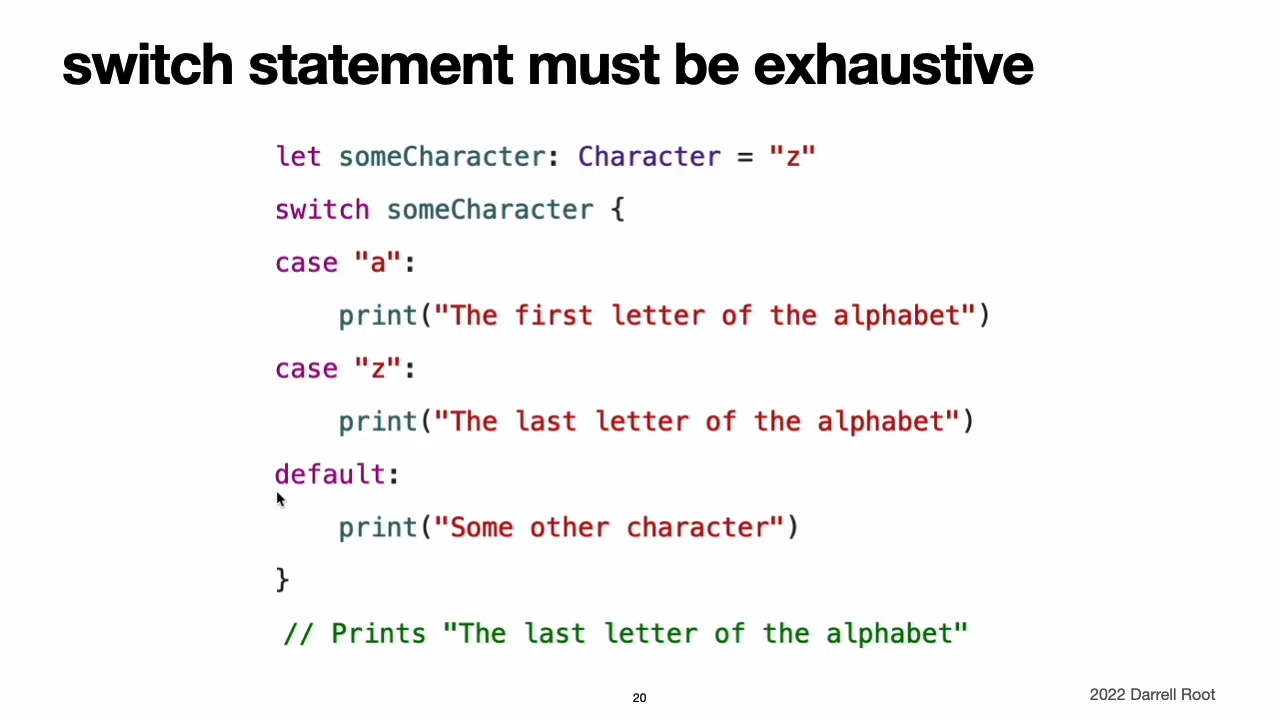 switch statement must be exhaustive
let someCharacter: Character = "z"
switch someCharacter {
case "a":
    print("The first letter of the alphabet")
case "z":
    print("The last letter of the alphabet")
default:
    print("Some other character")
}
// Prints "The last letter of the alphabet"
20
2022 Darrell Root